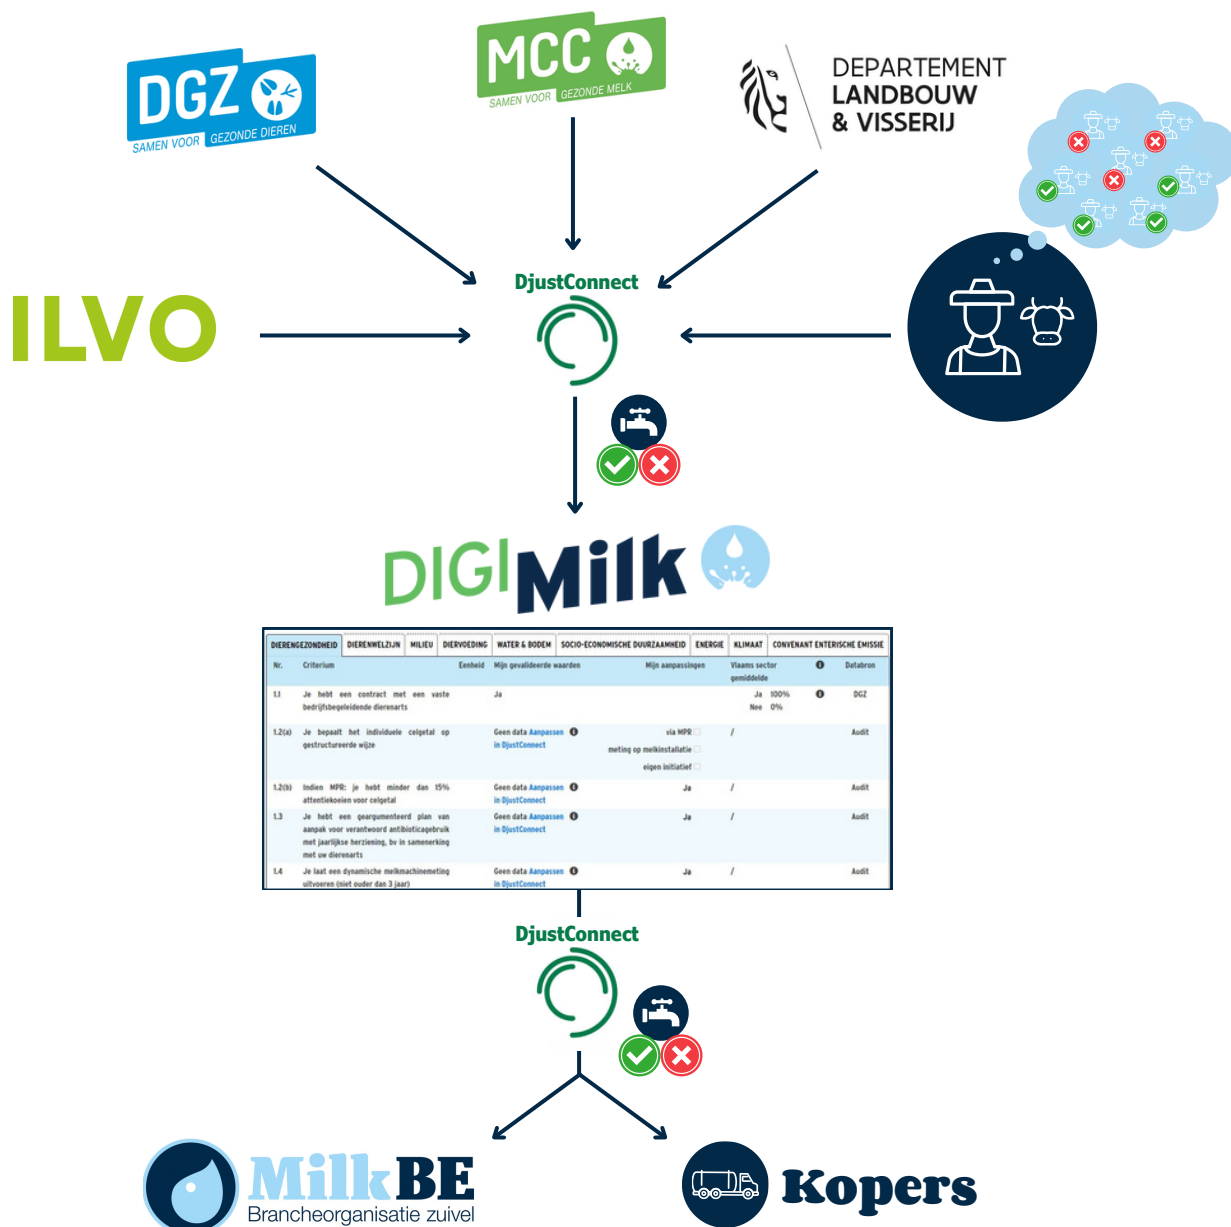 DGZ
SAMEN VOOR GEZONDE DIEREN
MCC
SAMEN VOOR GEZONDE MELK
DEPARTEMENT
LANDBOUW
& VISSERIJ
ILVO
DjustConnect
DIGIMilk
DIERENGEZONDHEID DIERENWELZIJN MILIEU DIERVOEDING WATER & BODEM SOCIO-ECONOMISCHE DUURZAAMHEID ENERGIE KLIMAAT CONVENANT ENTERISCHE EMISSIE
Nr. Criterium Eenheid Mijn gevalideerde waarden Mijn aanpassingen Vlaams sector Databron
gemiddelde
1.1 Je hebt een contract met een vaste Ja Ja 100% DGZ
bedrijfsbegeleidende dierenarts Nee 0%
1.2(a) Je bepaalt het individuele celgetal op Geen data Aanpassen via MPR / Audit
gestructureerde wijze in DjustConnect meting op melkinstallatie
eigen initiatief
1.2(b) Indien MPR: je hebt minder dan 15% Geen data Aanpassen Ja / Audit
attentiekoeien voor celgetal in DjustConnect
1.3 Je hebt een geargumenteerd plan van Geen data Aanpassen Ja / Audit
aanpak voor verantwoord antibioticagebruik in DjustConnect
met jaarlijkse herziening, bv in samenerking
met uw dierenarts
1.4 Je laat een dynamische melkmachinemeting Geen data Aanpassen Ja / Audit
uitvoeren (niet ouder dan 3 jaar) in DjustConnect
DjustConnect
MilkBE
Brancheorganisatie zuivel
Kopers